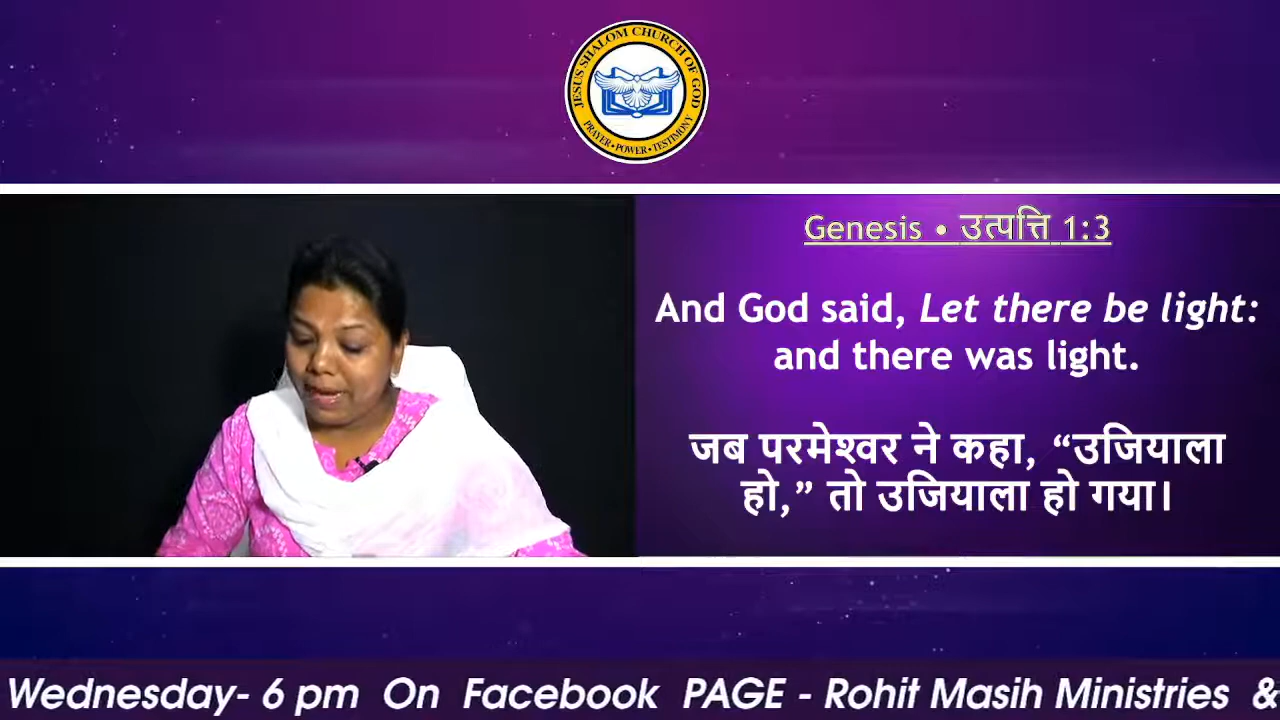 JESUS SHALOM CHURCH OF GOD
PRAYER • POWER • TESTIMONY
Genesis • उत्पत्ति 1:3
And God said, Let there be light:
and there was light.
जब परमेश्वर ने कहा, “उजियाला
हो,” तो उजियाला हो गया।
Wednesday- 6 pm On Facebook PAGE - Rohit Masih Ministries &